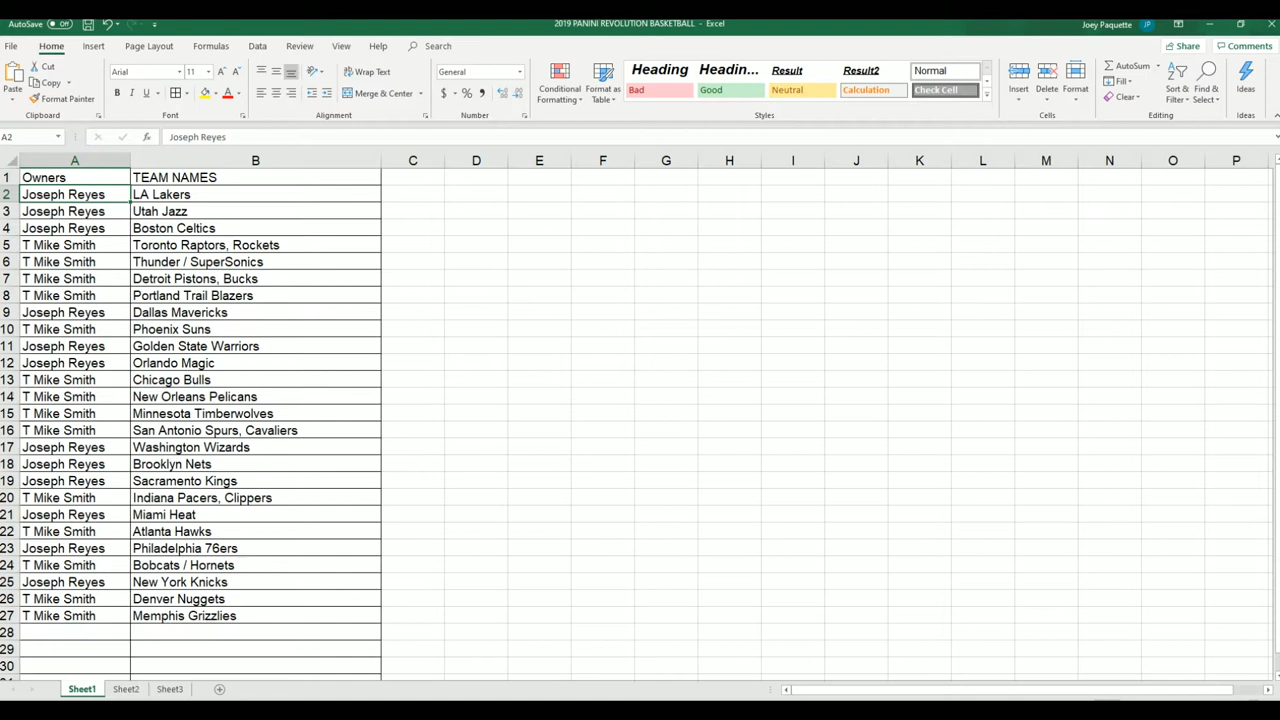 AutoSave Off 2019 PANINI REVOLUTION BASKETBALL - Excel Joey Paquette JP
File Home Insert Page Layout Formulas Data Review View Help Search Share Comments
Paste Cut Copy Format Painter Clipboard
Arial 11 A A B I U A Font
ab Wrap Text Merge & Center Alignment
General $ % 9 Number
Conditional Formatting Format as Table
Heading Headin... Result Result2 Normal
Bad Good Neutral Calculation Check Cell
Styles
Insert Delete Format Cells
AutoSum Fill Clear Sort & Filter Find & Select Editing
Ideas Ideas
A2 fx Joseph Reyes
A B C D E F G H I J K L M N O P
1 Owners TEAM NAMES
2 Joseph Reyes LA Lakers
3 Joseph Reyes Utah Jazz
4 Joseph Reyes Boston Celtics
5 T Mike Smith Toronto Raptors, Rockets
6 T Mike Smith Thunder / SuperSonics
7 T Mike Smith Detroit Pistons, Bucks
8 T Mike Smith Portland Trail Blazers
9 Joseph Reyes Dallas Mavericks
10 T Mike Smith Phoenix Suns
11 Joseph Reyes Golden State Warriors
12 Joseph Reyes Orlando Magic
13 T Mike Smith Chicago Bulls
14 T Mike Smith New Orleans Pelicans
15 T Mike Smith Minnesota Timberwolves
16 T Mike Smith San Antonio Spurs, Cavaliers
17 Joseph Reyes Washington Wizards
18 Joseph Reyes Brooklyn Nets
19 Joseph Reyes Sacramento Kings
20 T Mike Smith Indiana Pacers, Clippers
21 Joseph Reyes Miami Heat
22 T Mike Smith Atlanta Hawks
23 Joseph Reyes Philadelphia 76ers
24 T Mike Smith Bobcats / Hornets
25 Joseph Reyes New York Knicks
26 T Mike Smith Denver Nuggets
27 T Mike Smith Memphis Grizzlies
28
29
30
Sheet1 Sheet2 Sheet3